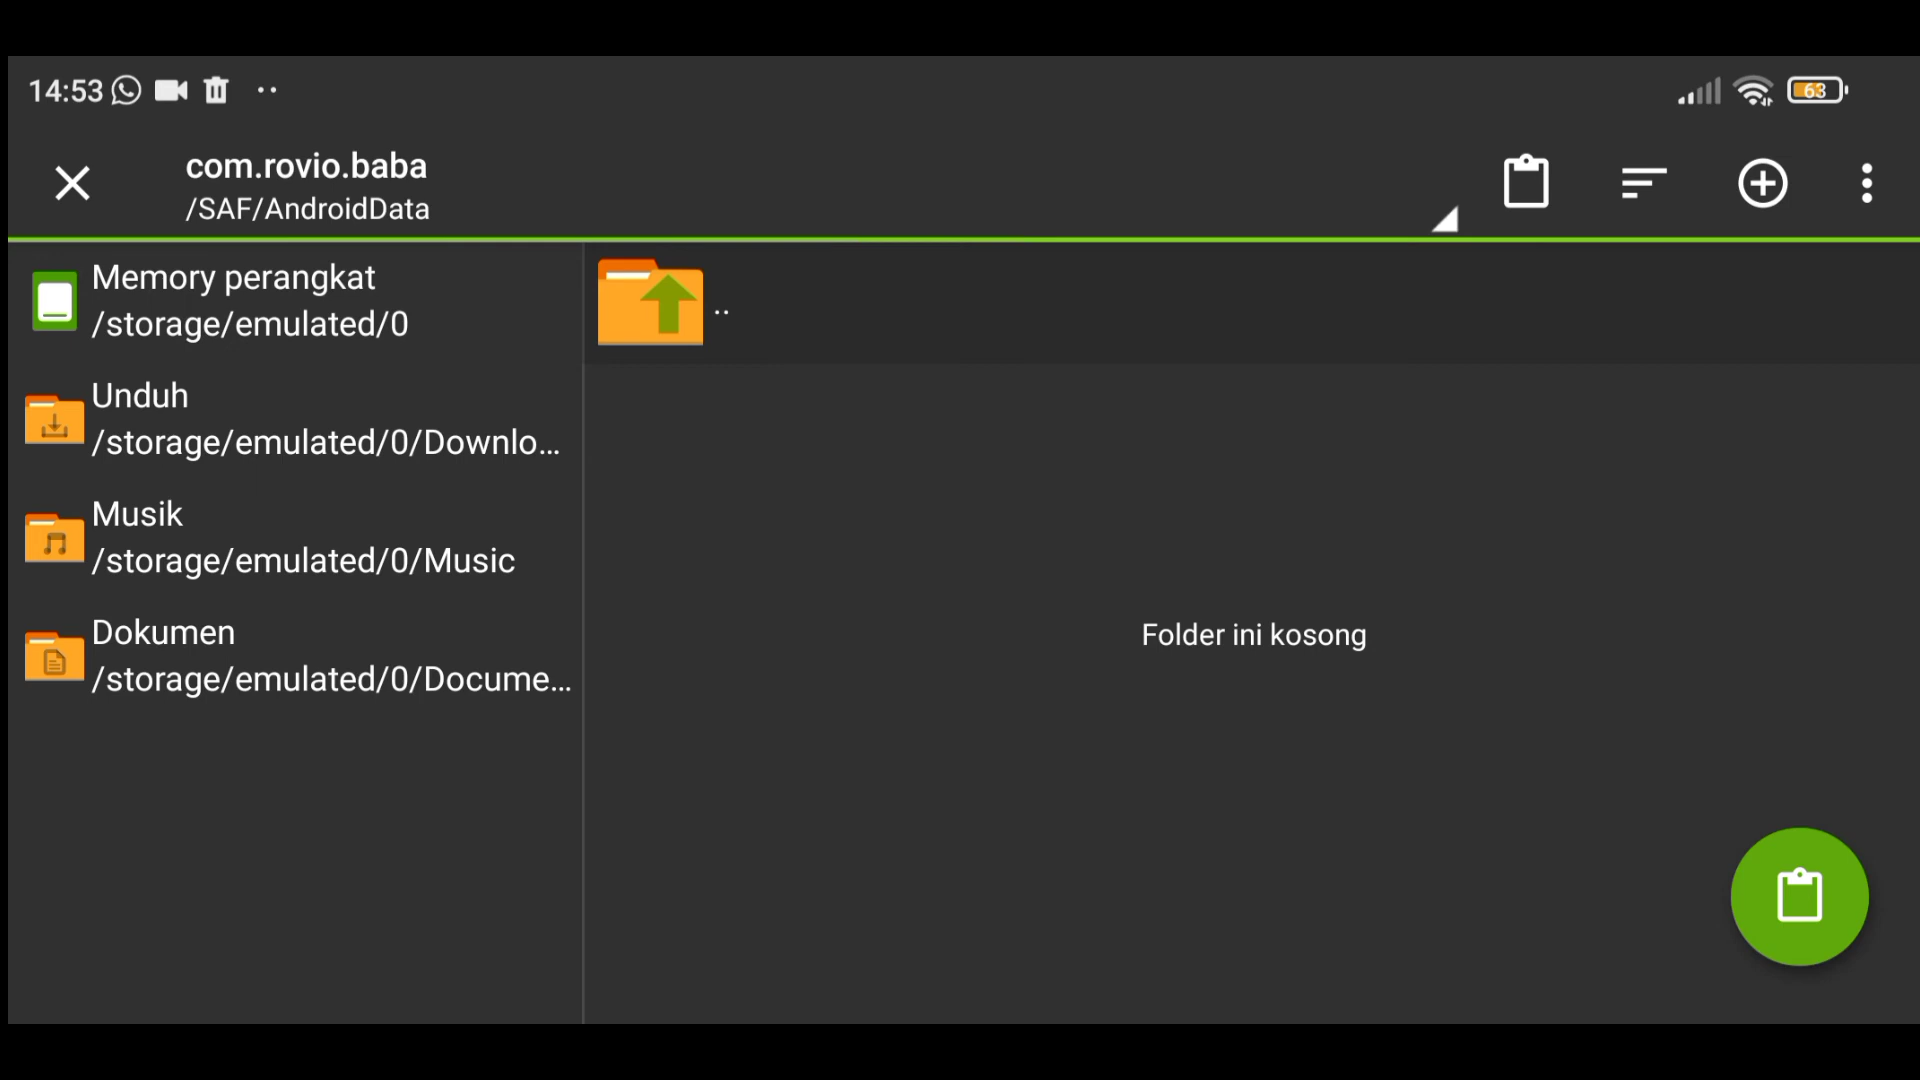 14:53
63
com.rovio.baba
/SAF/AndroidData
Memory perangkat
/storage/emulated/0
Unduh
/storage/emulated/0/Downlo...
Musik
/storage/emulated/0/Music
Dokumen
/storage/emulated/0/Docume...
..
Folder ini kosong